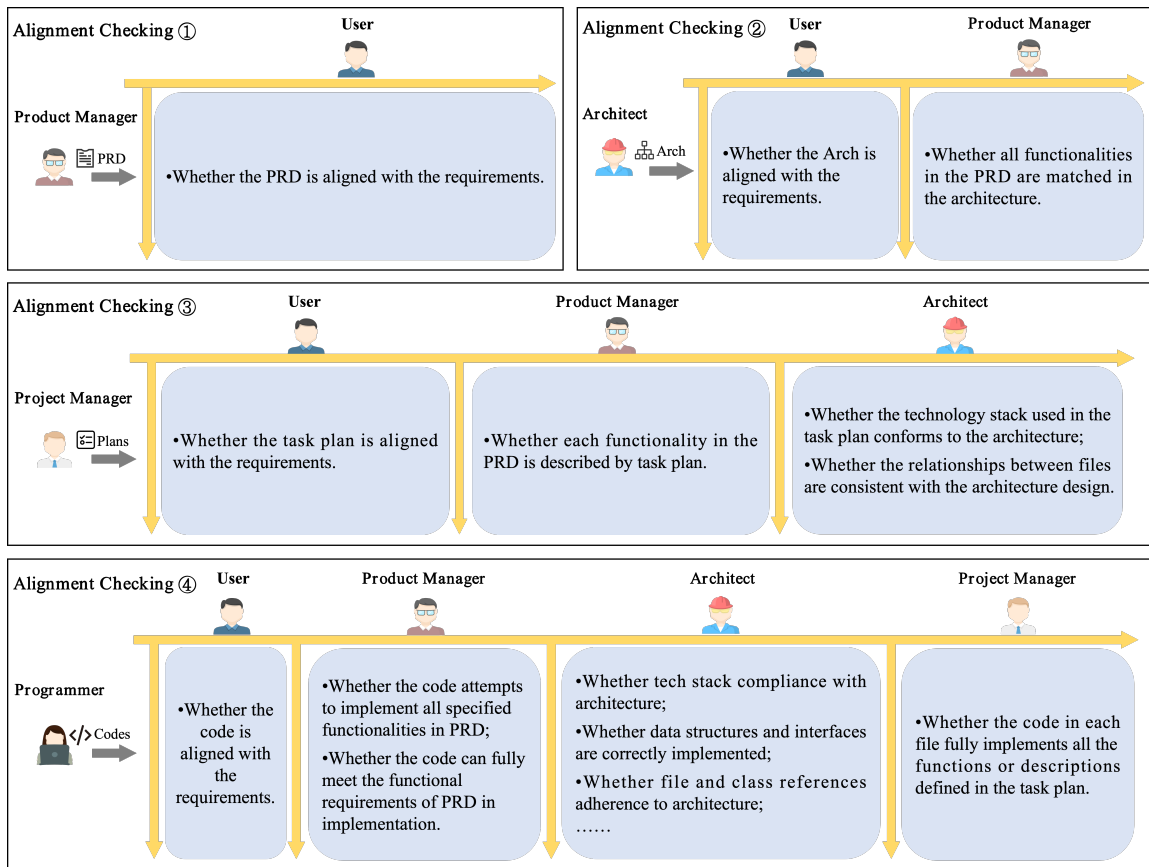 Alignment Checking ①
User
Product Manager
PRD
•Whether the PRD is aligned with the requirements.
Alignment Checking ②
User
Product Manager
Architect
Arch
•Whether the Arch is
aligned with the
requirements.
•Whether all functionalities
in the PRD are matched in
the architecture.
Alignment Checking ③
User
Product Manager
Architect
Project Manager
Plans
•Whether the task plan is aligned
with the requirements.
•Whether each functionality in the
PRD is described by task plan.
•Whether the technology stack used in the
task plan conforms to the architecture;
•Whether the relationships between files
are consistent with the architecture design.
Alignment Checking ④
User
Product Manager
Architect
Project Manager
Programmer
</> Codes
•Whether the
code is
aligned with
the
requirements.
•Whether the code attempts
to implement all specified
functionalities in PRD;
•Whether the code can fully
meet the functional
requirements of PRD in
implementation.
•Whether tech stack compliance with
architecture;
•Whether data structures and interfaces
are correctly implemented;
•Whether file and class references
adherence to architecture;
……
•Whether the code in each
file fully implements all the
functions or descriptions
defined in the task plan.